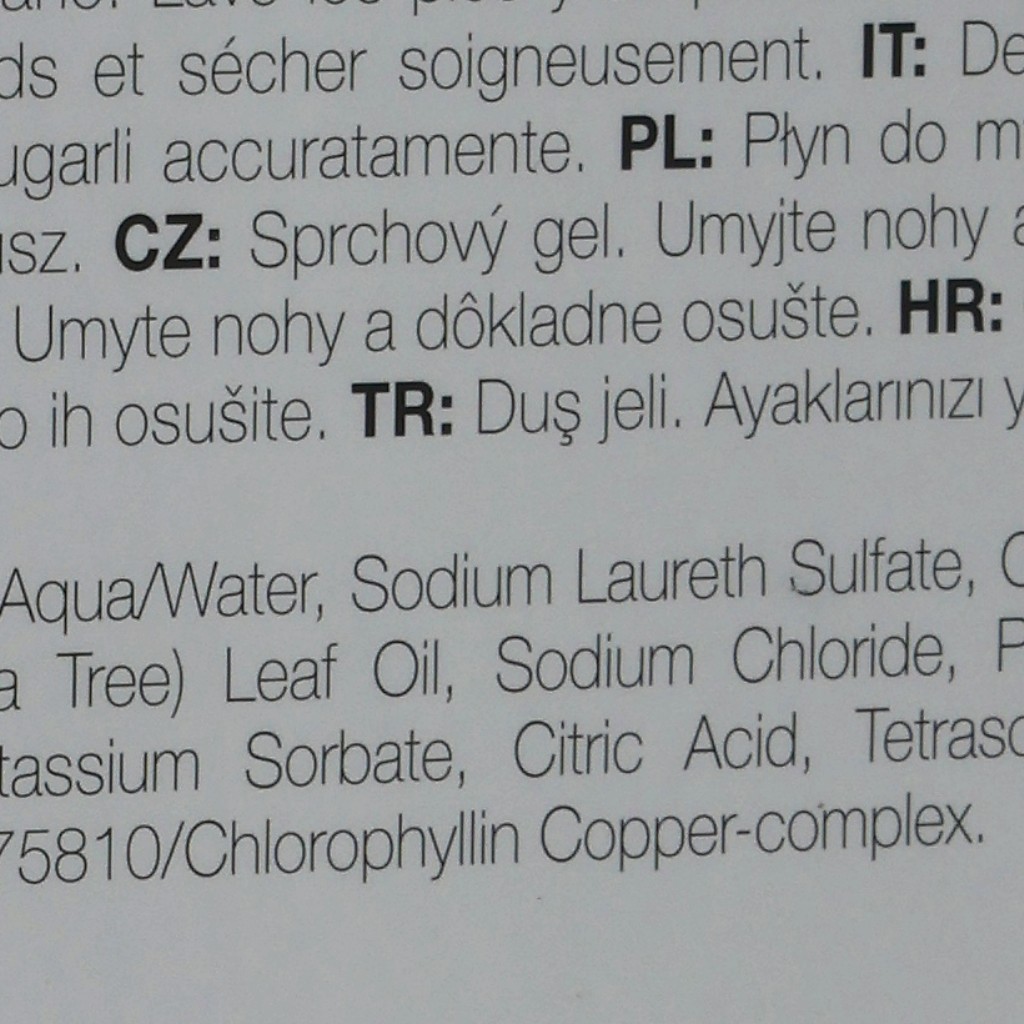 ds et sécher soigneusement. IT: De
ugarli accuratamente. PL: Płyn do m
usz. CZ: Sprchový gel. Umyjte nohy a
Umyte nohy a dôkladne osušte. HR:
o ih osušite. TR: Duş jeli. Ayaklarınızı y
Aqua/Water, Sodium Laureth Sulfate, C
a Tree) Leaf Oil, Sodium Chloride, P
tassium Sorbate, Citric Acid, Tetraso
75810/Chlorophyllin Copper-complex.